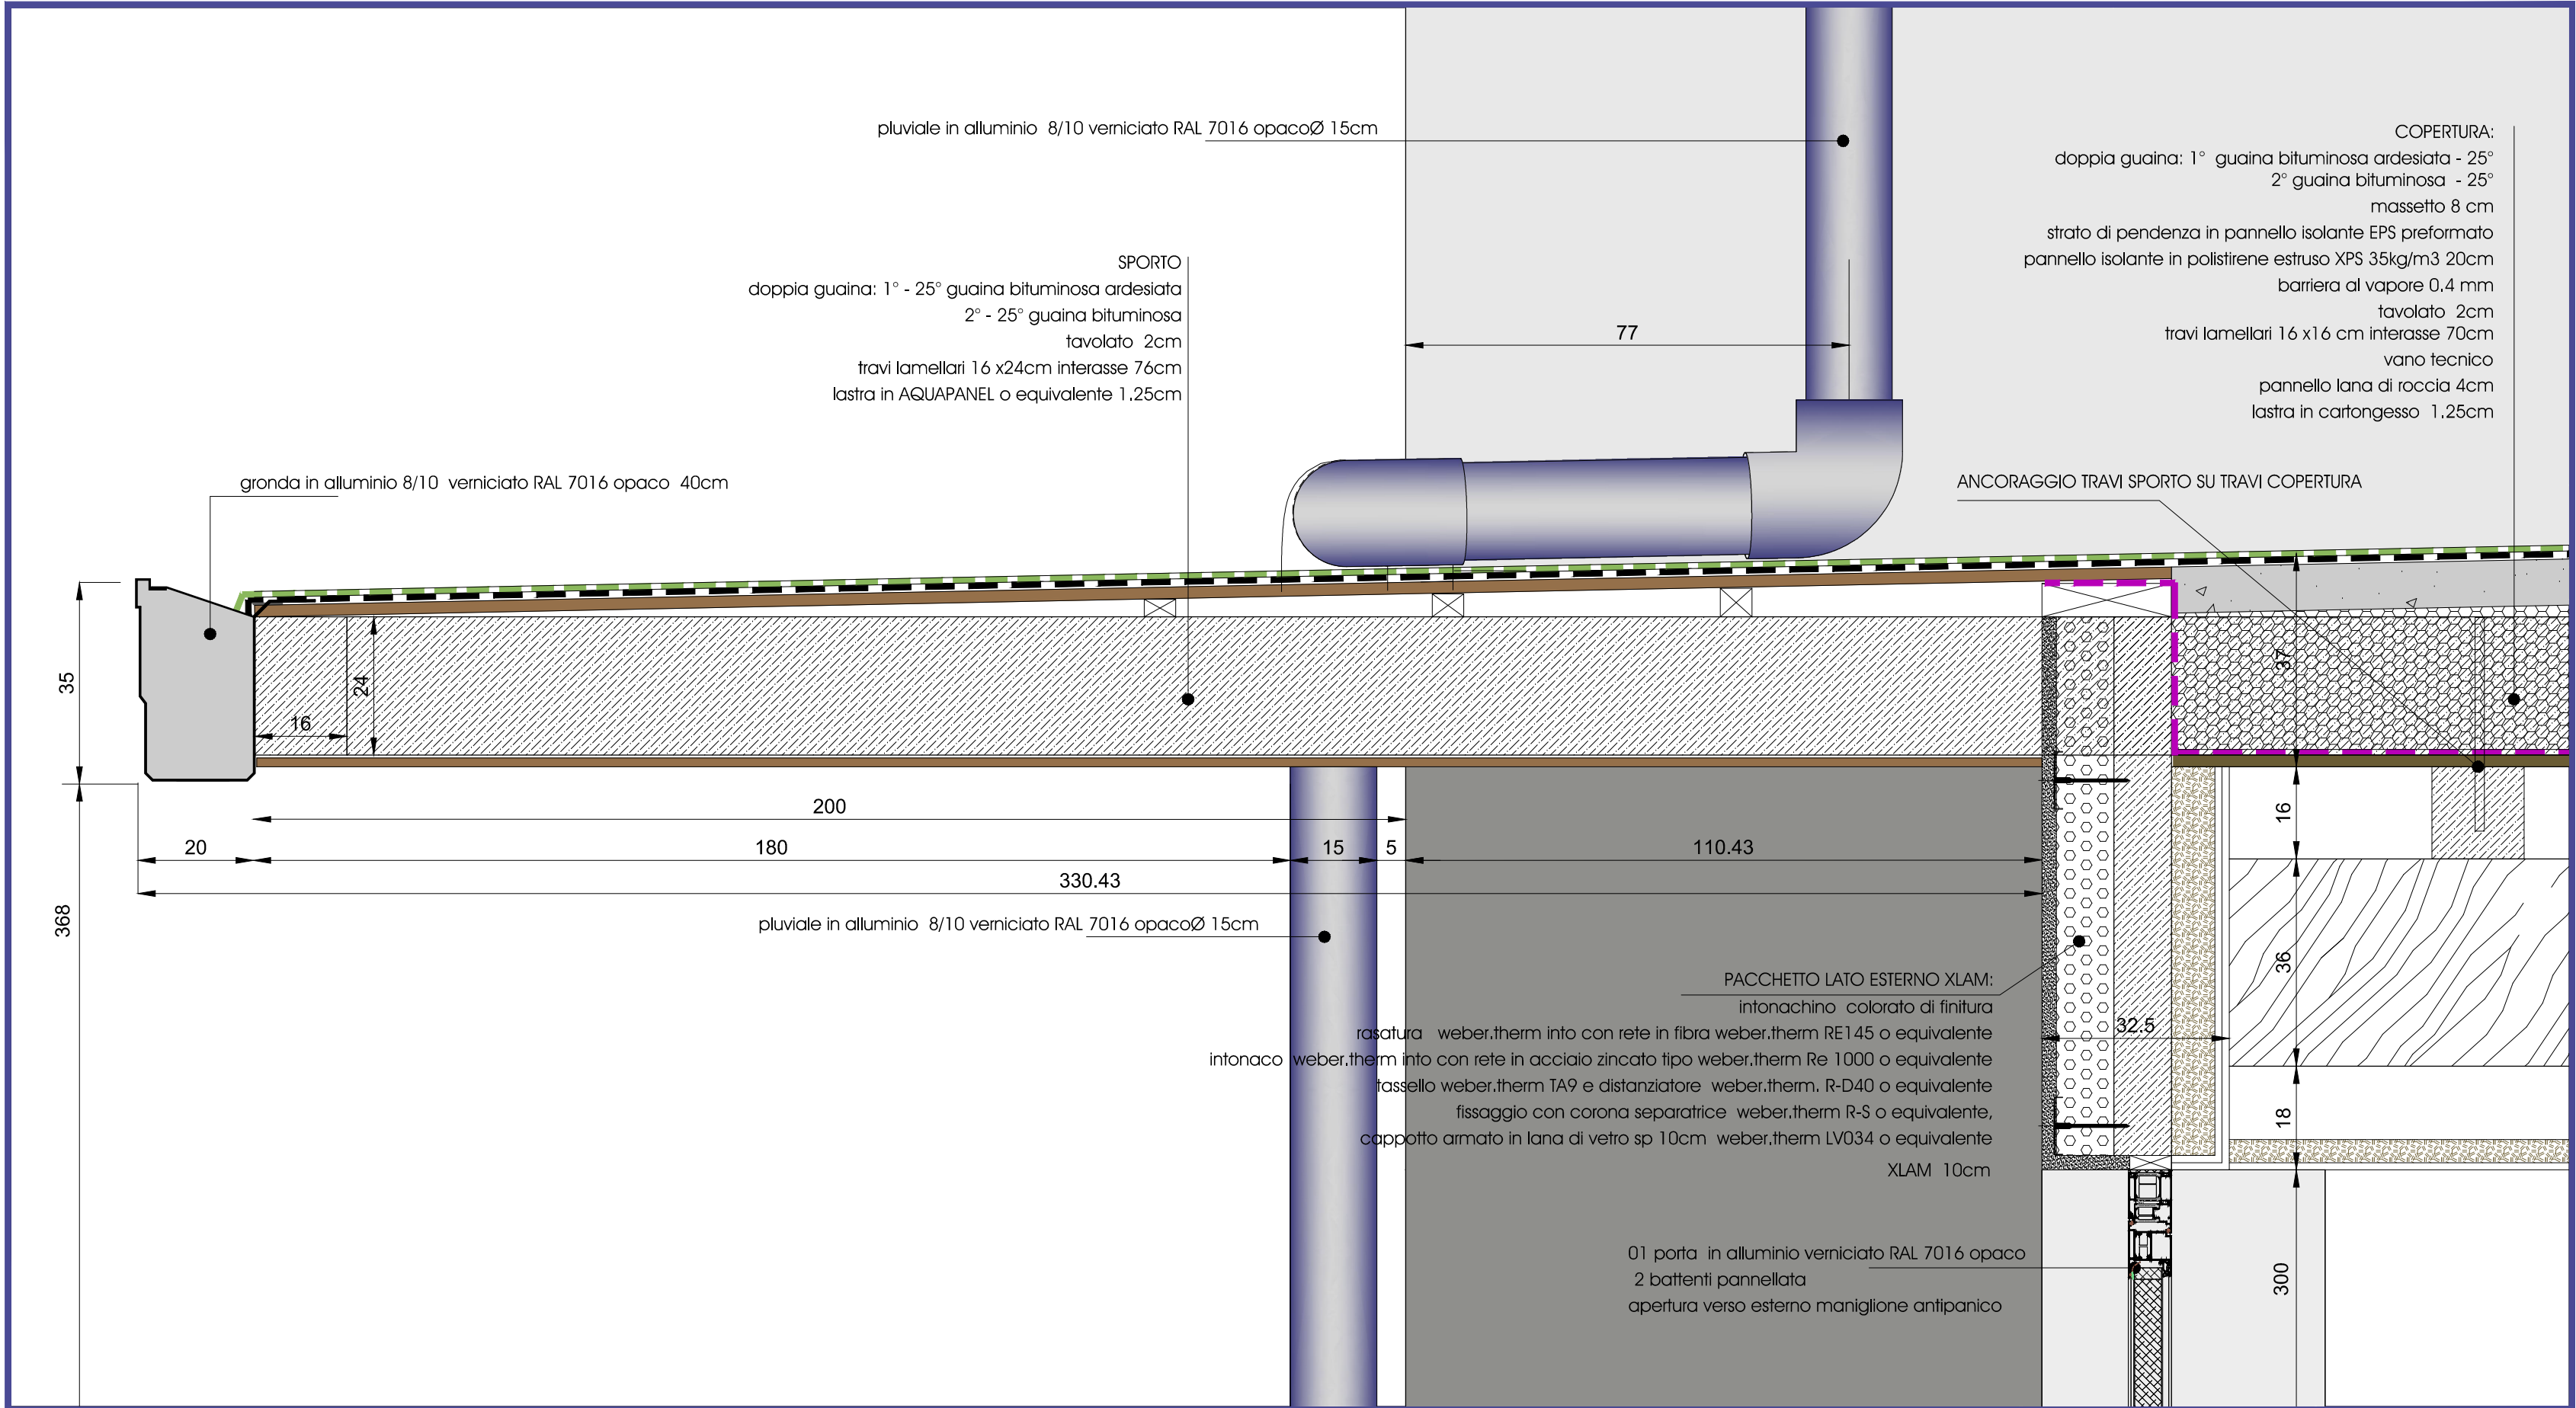 pluviale in alluminio 8/10 verniciato RAL 7016 opacoØ 15cm
COPERTURA:
doppia guaina: 1° guaina bituminosa ardesiata - 25°
2° guaina bituminosa - 25°
massetto 8 cm
strato di pendenza in pannello isolante EPS preformato
pannello isolante in polistirene estruso XPS 35kg/m3 20cm
barriera al vapore 0.4 mm
tavolato 2cm
travi lamellari 16 x16 cm interasse 70cm
vano tecnico
pannello lana di roccia 4cm
lastra in cartongesso 1.25cm
SPORTO
doppia guaina: 1° - 25° guaina bituminosa ardesiata
2° - 25° guaina bituminosa
tavolato 2cm
travi lamellari 16 x24cm interasse 76cm
lastra in AQUAPANEL o equivalente 1.25cm
77
gronda in alluminio 8/10 verniciato RAL 7016 opaco 40cm
ANCORAGGIO TRAVI SPORTO SU TRAVI COPERTURA
35
24
16
37
200
20
180
15
5
110.43
330.43
16
368
36
18
300
32.5
pluviale in alluminio 8/10 verniciato RAL 7016 opacoØ 15cm
PACCHETTO LATO ESTERNO XLAM:
intonachino colorato di finitura
rasatura weber.therm into con rete in fibra weber.therm RE145 o equivalente
intonaco weber.therm into con rete in acciaio zincato tipo weber.therm Re 1000 o equivalente
tassello weber.therm TA9 e distanziatore weber.therm. R-D40 o equivalente
fissaggio con corona separatrice weber.therm R-S o equivalente,
cappotto armato in lana di vetro sp 10cm weber.therm LV034 o equivalente
XLAM 10cm
01 porta in alluminio verniciato RAL 7016 opaco
2 battenti pannellata
apertura verso esterno maniglione antipanico